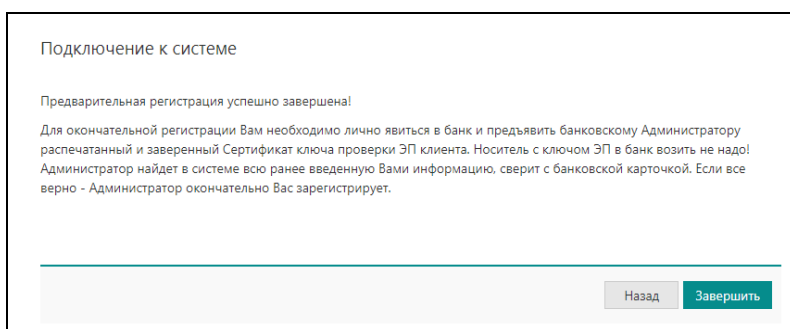 Подключение к системе
Предварительная регистрация успешно завершена!
Для окончательной регистрации Вам необходимо лично явиться в банк и предъявить банковскому Администратору
распечатанный и заверенный Сертификат ключа проверки ЭП клиента. Носитель с ключом ЭП в банк возить не надо!
Администратор найдет в системе всю ранее введенную Вами информацию, сверит с банковской карточкой. Если все
верно - Администратор окончательно Вас зарегистрирует.
Назад Завершить